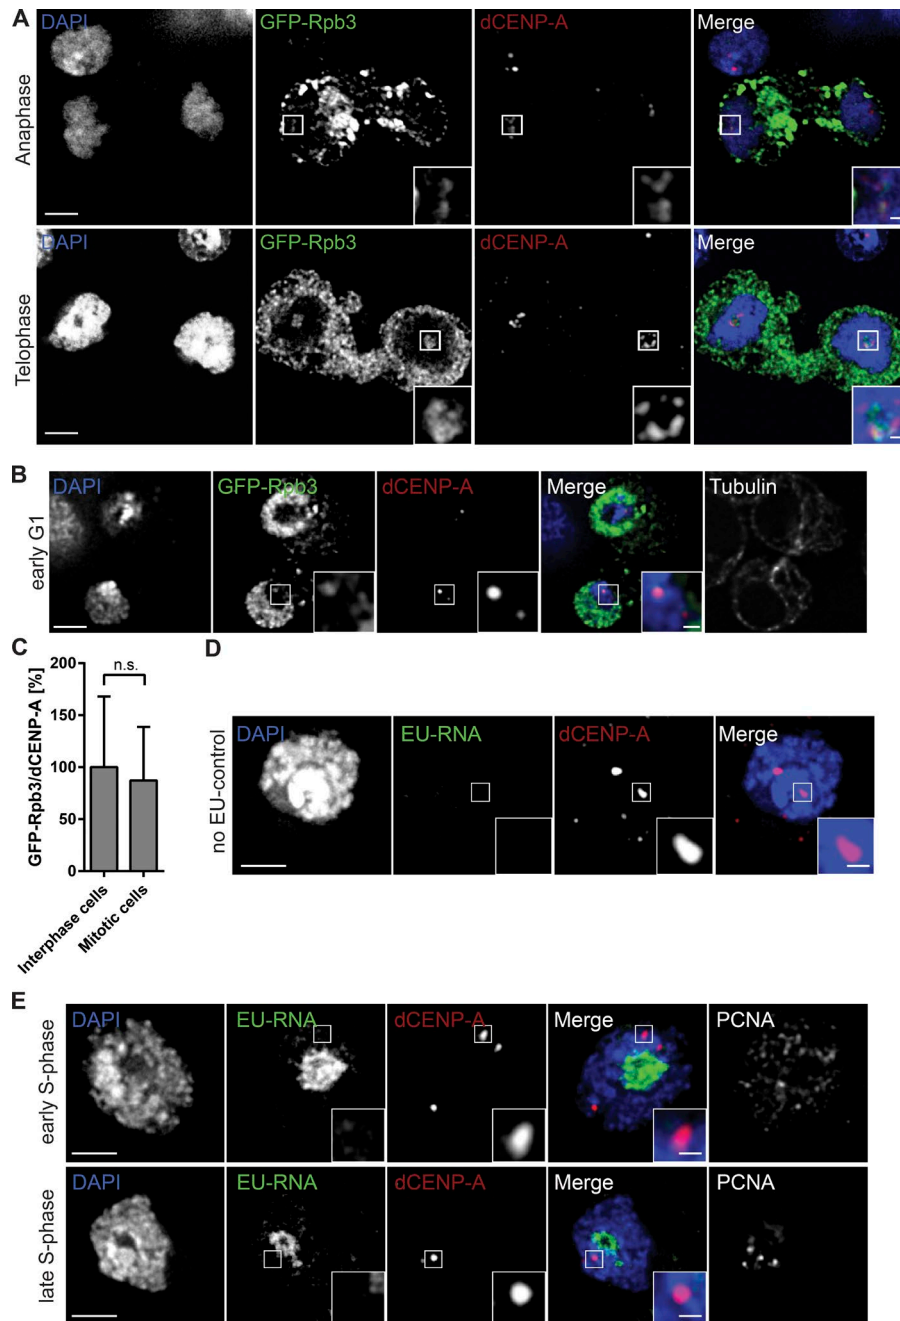 A
DAPI GFP-Rpb3 dCENP-A Merge
Anaphase
DAPI GFP-Rpb3 dCENP-A Merge
Telophase
B
DAPI GFP-Rpb3 dCENP-A Merge Tubulin
early G1
C
GFP-Rpb3/dCENP-A [%]
n.s.
200
150
100
50
0
Interphase cells
Mitotic cells
D
DAPI EU-RNA dCENP-A Merge
no EU-control
E
DAPI EU-RNA dCENP-A Merge PCNA
early S-phase
DAPI EU-RNA dCENP-A Merge PCNA
late S-phase